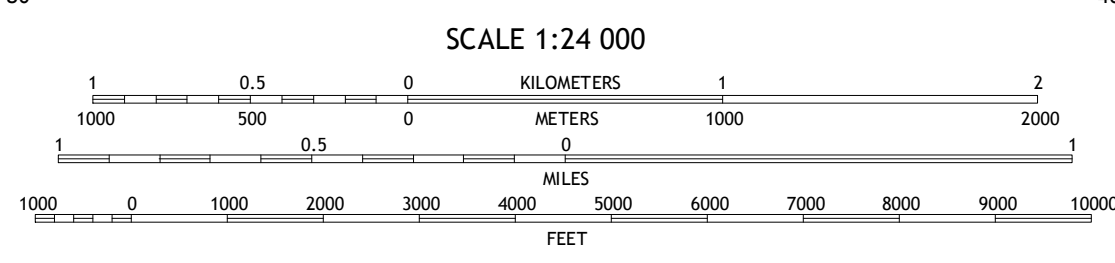 SCALE 1:24 000
1 0.5 0 KILOMETERS 1 2
1000 500 0 METERS 1000 2000
1 0.5 0 1
MILES
1000 0 1000 2000 3000 4000 5000 6000 7000 8000 9000 10000
FEET